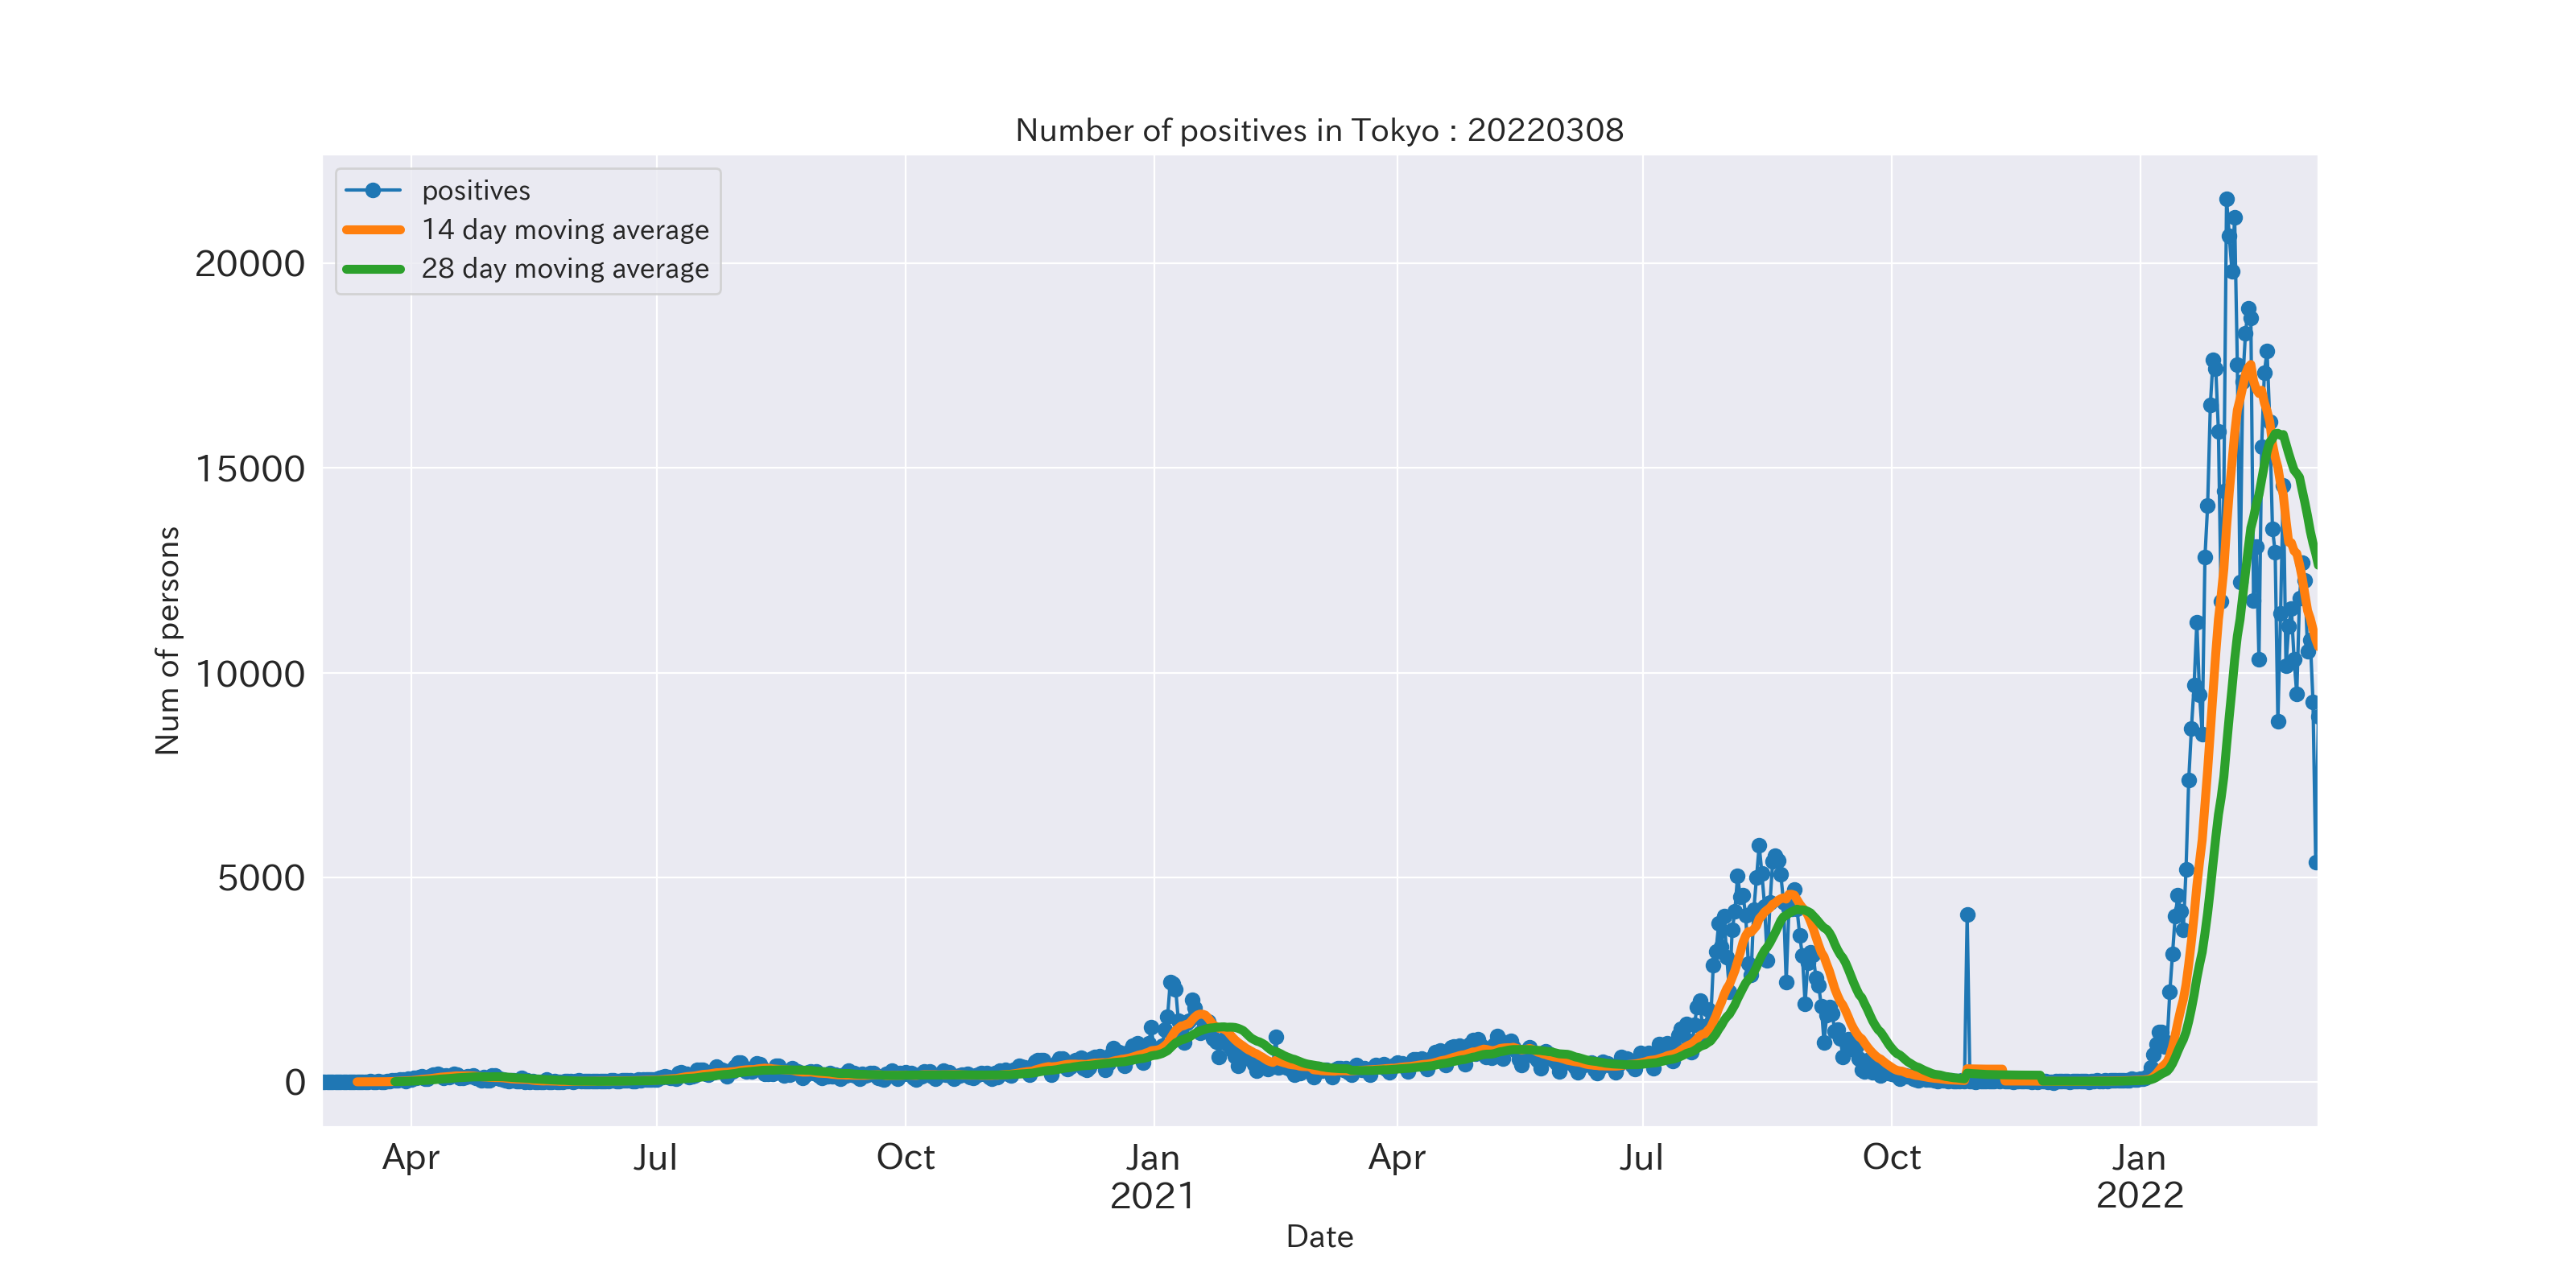 Number of positives in Tokyo : 20220308
positives
14 day moving average
28 day moving average
Num of persons
20000
15000
10000
5000
0
Apr
Jul
Oct
Jan
2021
Apr
Jul
Oct
Jan
2022
Date